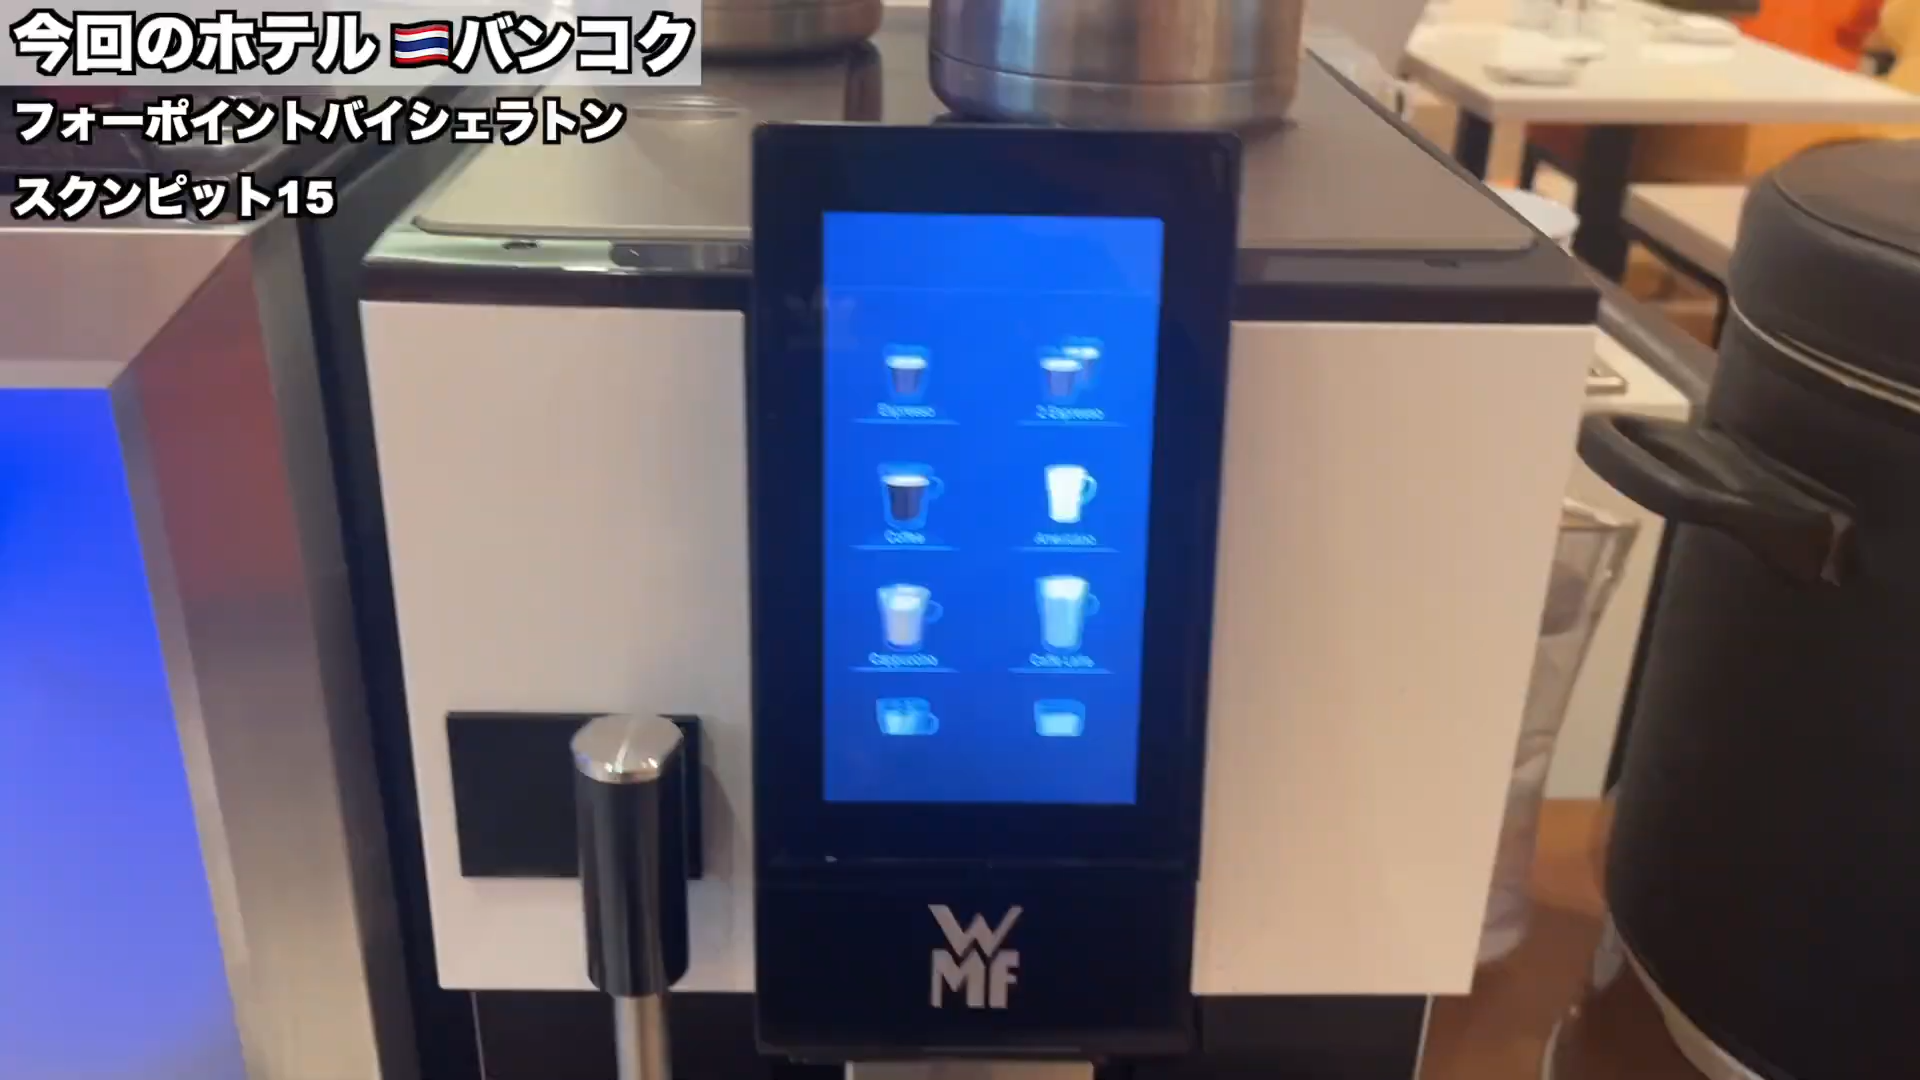 今回のホテル 🇹🇭バンコク
フォーポイントバイシェラトン
スクンピット15
Espresso
2 Espresso
Coffee
Americano
Cappuccino
Caffè Latte
WMF